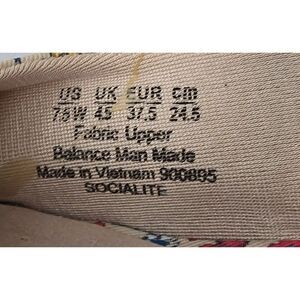 US UK EUR cm
7.5W 4.5 37.5 24.5
Fabric Upper
Balance Man Made
Made in Vietnam 900895
SOCIALITE